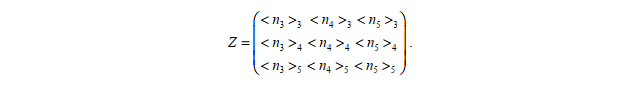 < n₃ >₃ < n₄ >₃ < n₅ >₃
Z = < n₃ >₄ < n₄ >₄ < n₅ >₄ .
< n₃ >₅ < n₄ >₅ < n₅ >₅